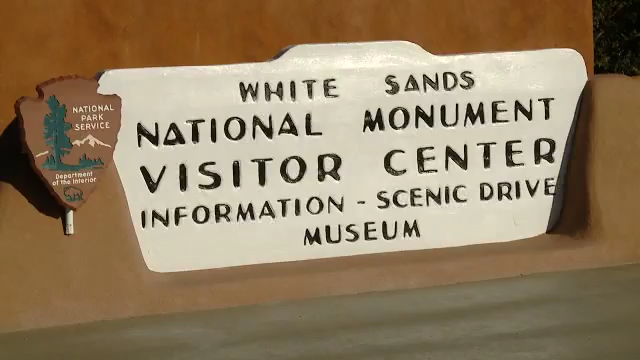 WHITE SANDS
NATIONAL MONUMENT
VISITOR CENTER
INFORMATION - SCENIC DRIVE
MUSEUM
NATIONAL
PARK
SERVICE
Department
of the Interior